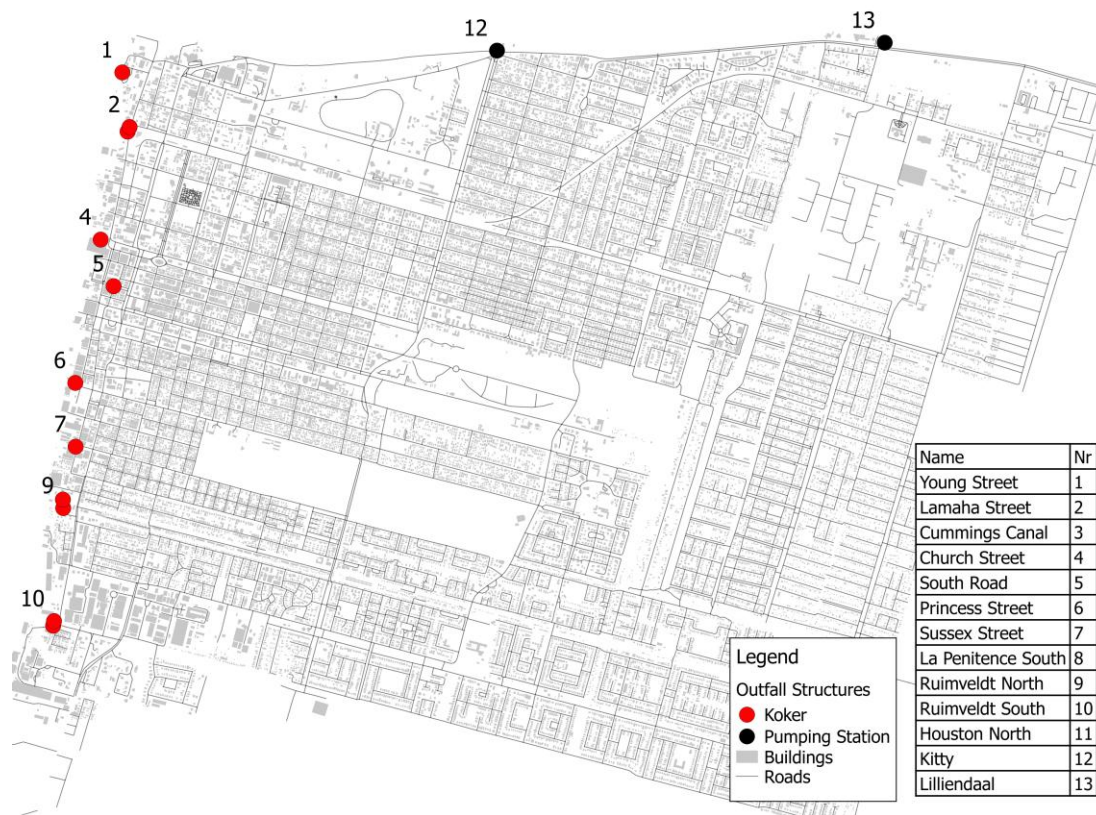 12
13
1
2
4
5
6
7
9
10
Name Nr
Young Street 1
Lamaha Street 2
Cummings Canal 3
Church Street 4
South Road 5
Princess Street 6
Sussex Street 7
La Penitence South 8
Ruimveldt North 9
Ruimveldt South 10
Houston North 11
Kitty 12
Lilliendaal 13
Legend
Outfall Structures
Koker
Pumping Station
Buildings
Roads